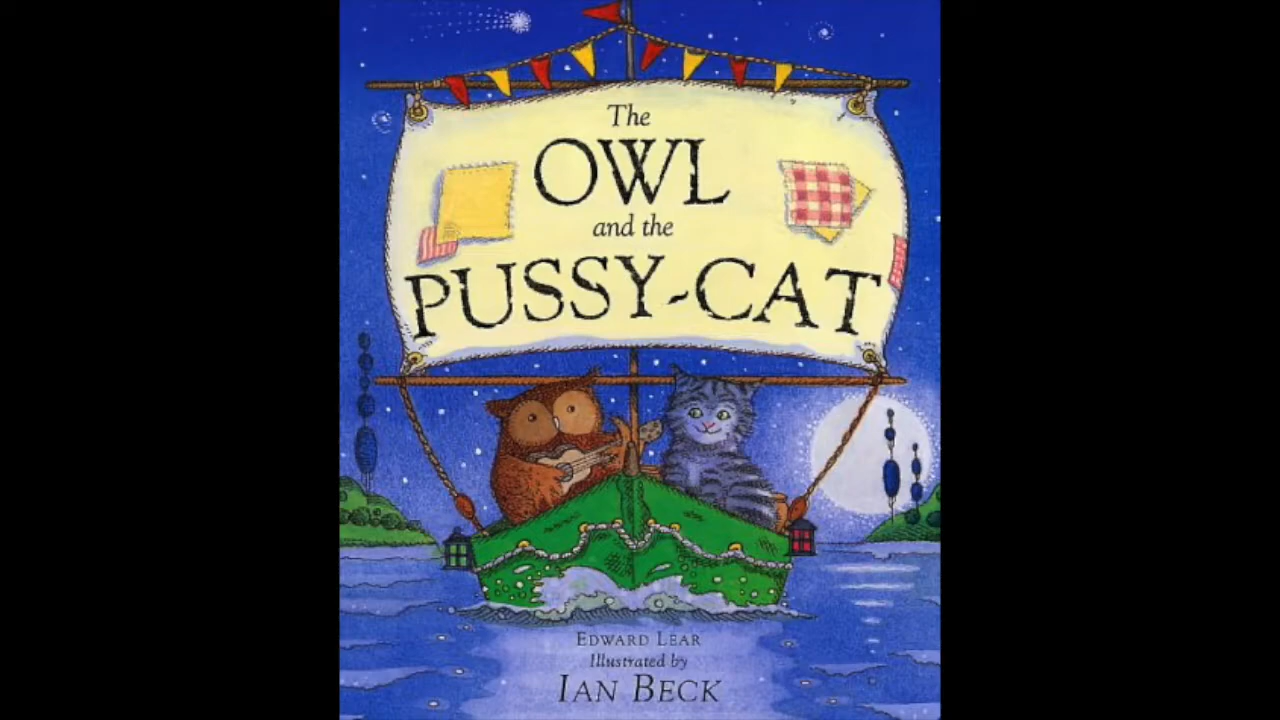 The
OWL
and the
PUSSY-CAT
EDWARD LEAR
Illustrated by
IAN BECK